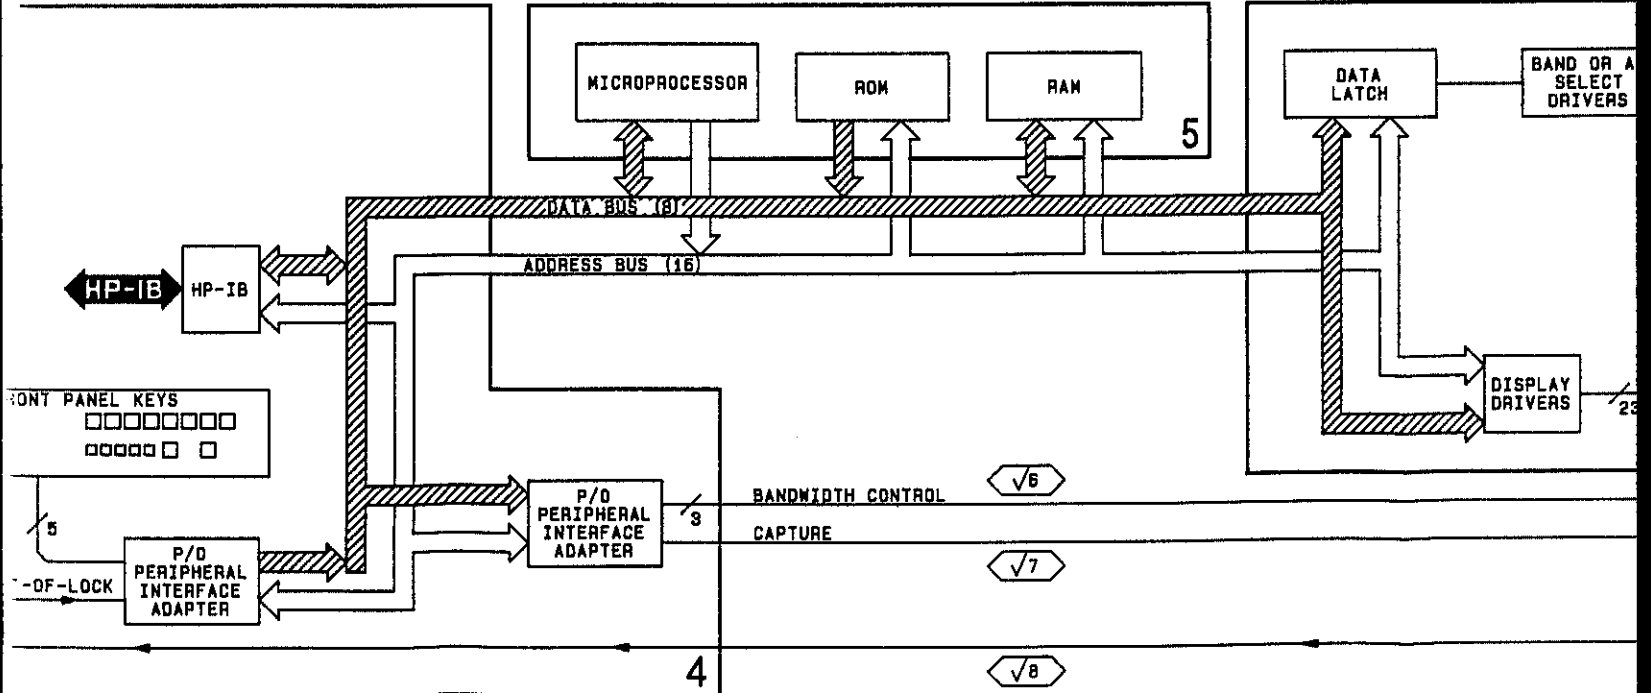 MICROPROCESSOR
ROM
RAM
5
DATA
LATCH
BAND OR A
SELECT
DRIVERS
DATA BUS (8)
ADDRESS BUS (16)
HP-IB
HP-IB
ONT PANEL KEYS
5
-OF-LOCK
P/O
PERIPHERAL
INTERFACE
ADAPTER
P/O
PERIPHERAL
INTERFACE
ADAPTER
3
BANDWIDTH CONTROL
CAPTURE
√6
√7
√8
4
DISPLAY
DRIVERS
23